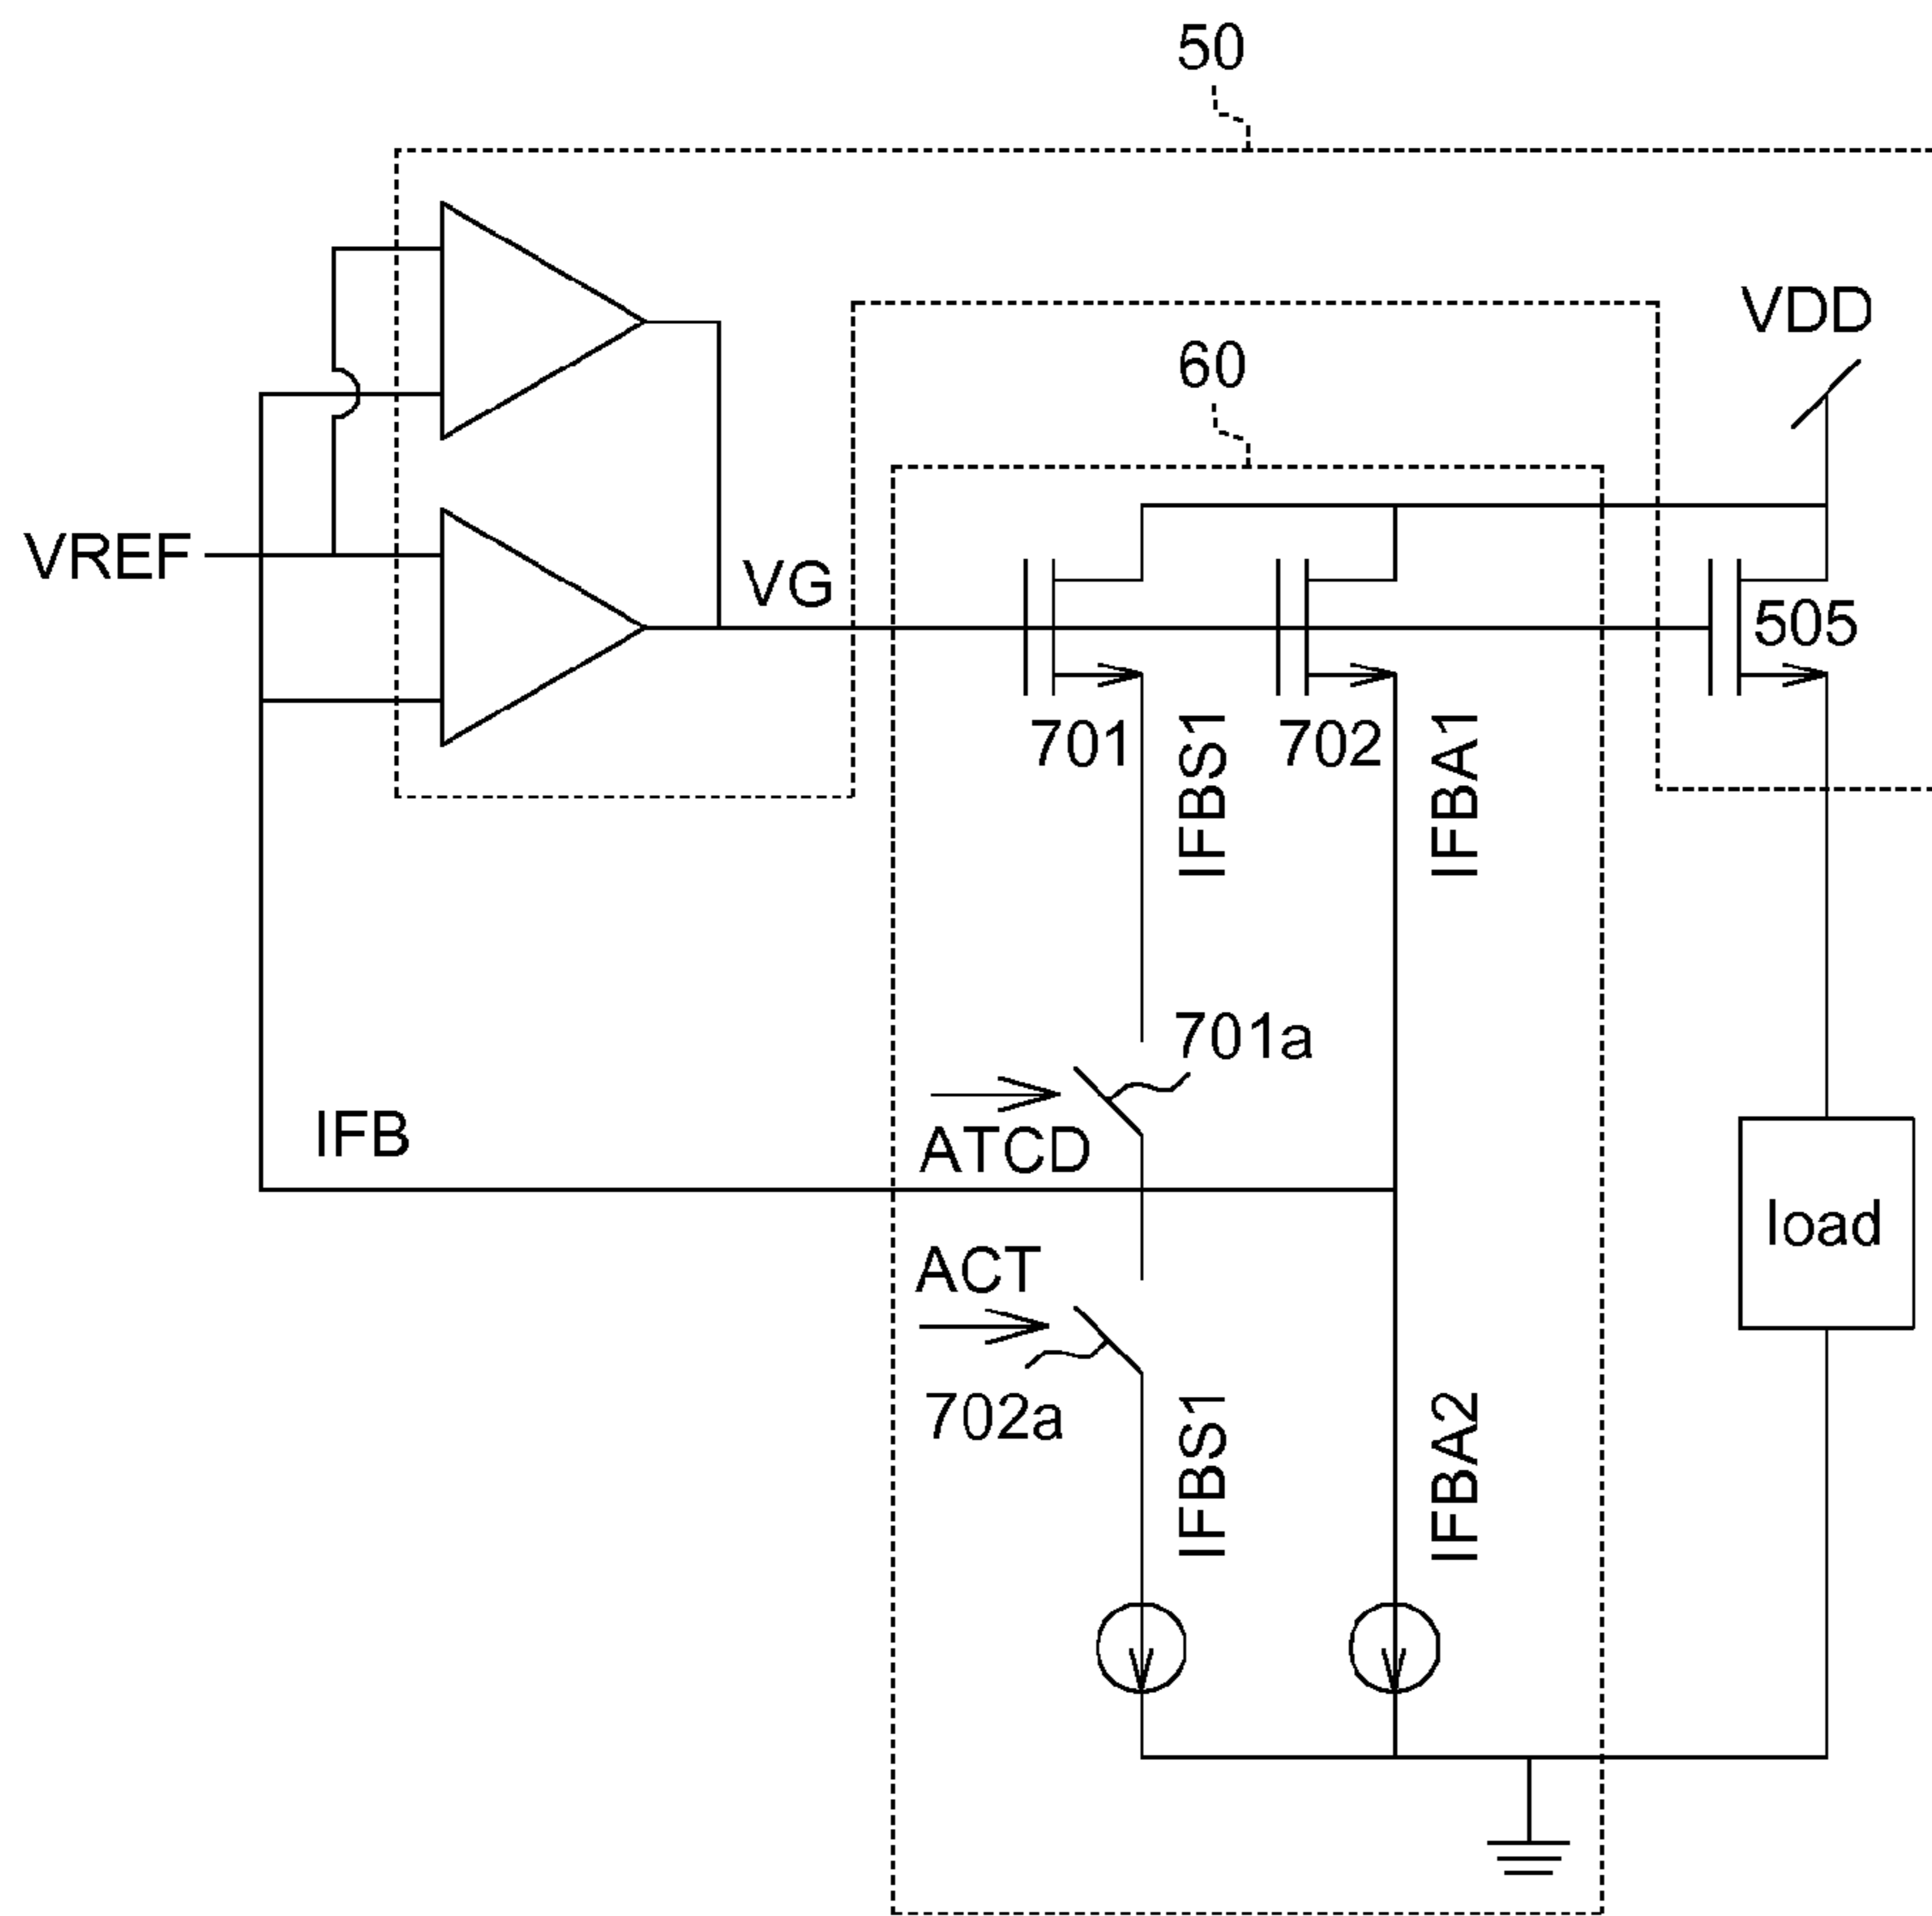 50
VDD
60
VREF
VG
505
701
IFBS1
702
IFBA1
701a
IFB
ATCD
load
ACT
702a
IFBS1
IFBA2